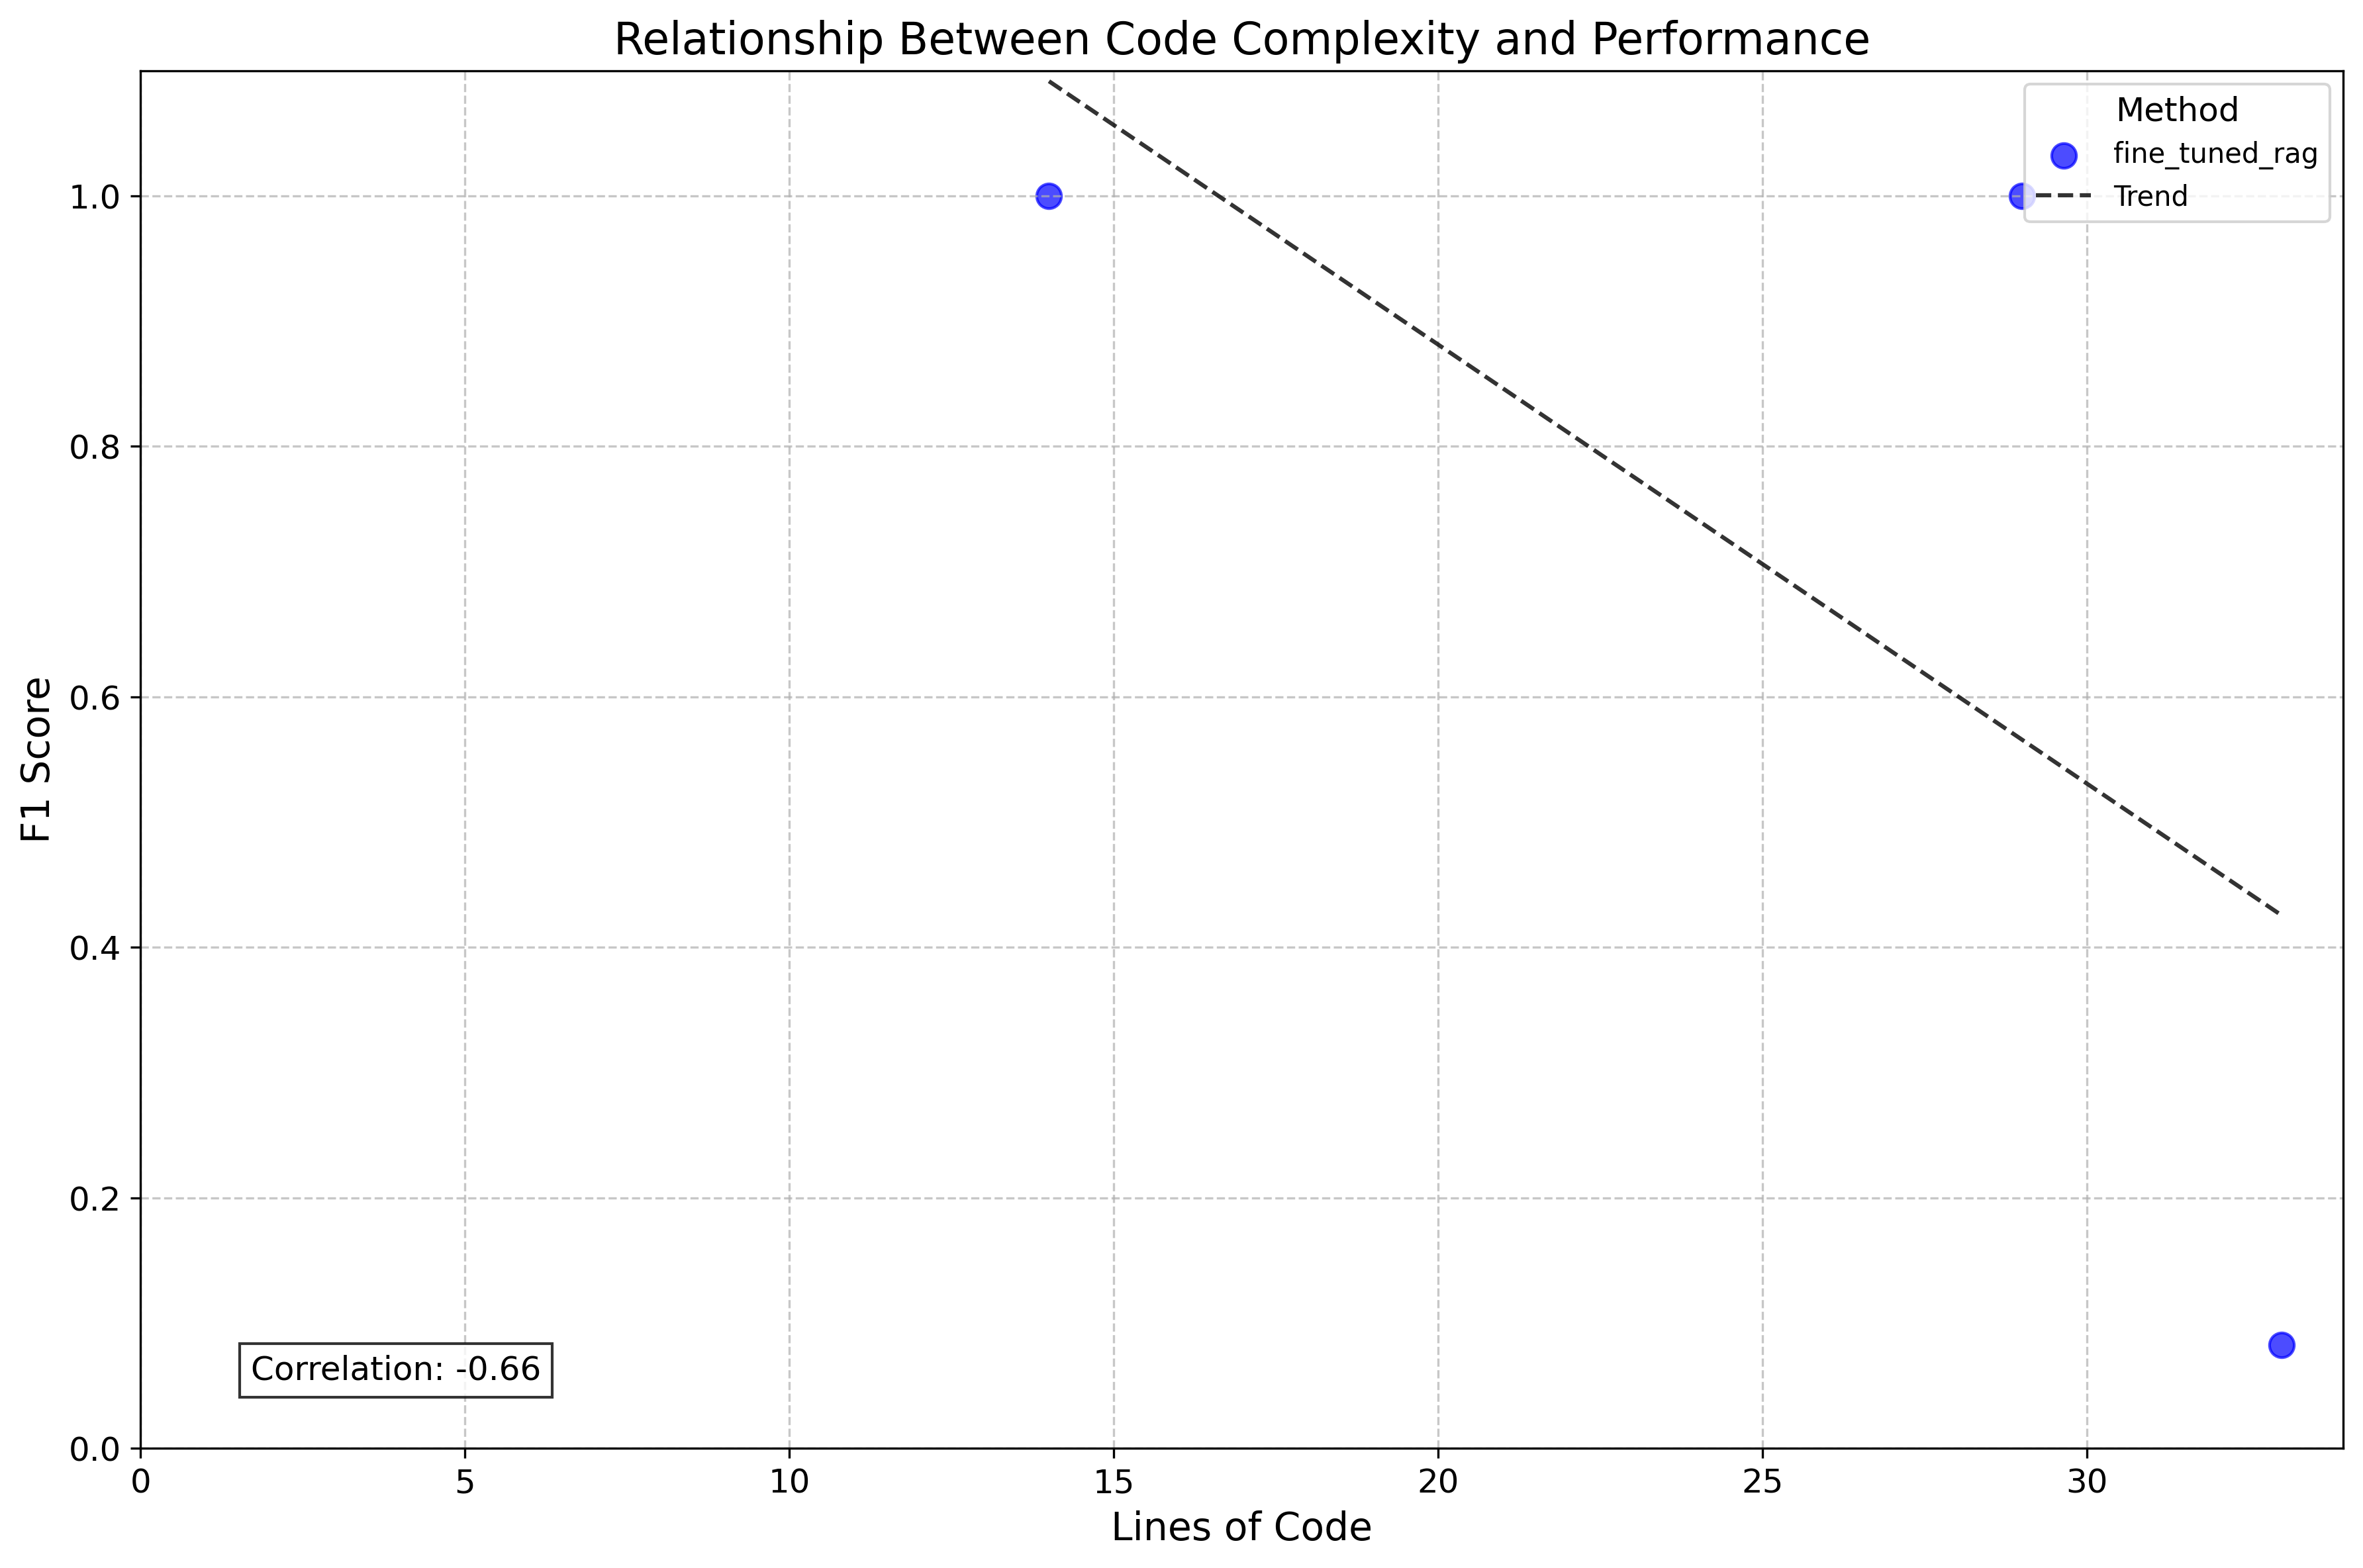 Relationship Between Code Complexity and Performance
Method
fine_tuned_rag
Trend
1.0
0.8
0.6
0.4
0.2
0.0
F1 Score
Correlation: -0.66
0 5 10 15 20 25 30
Lines of Code